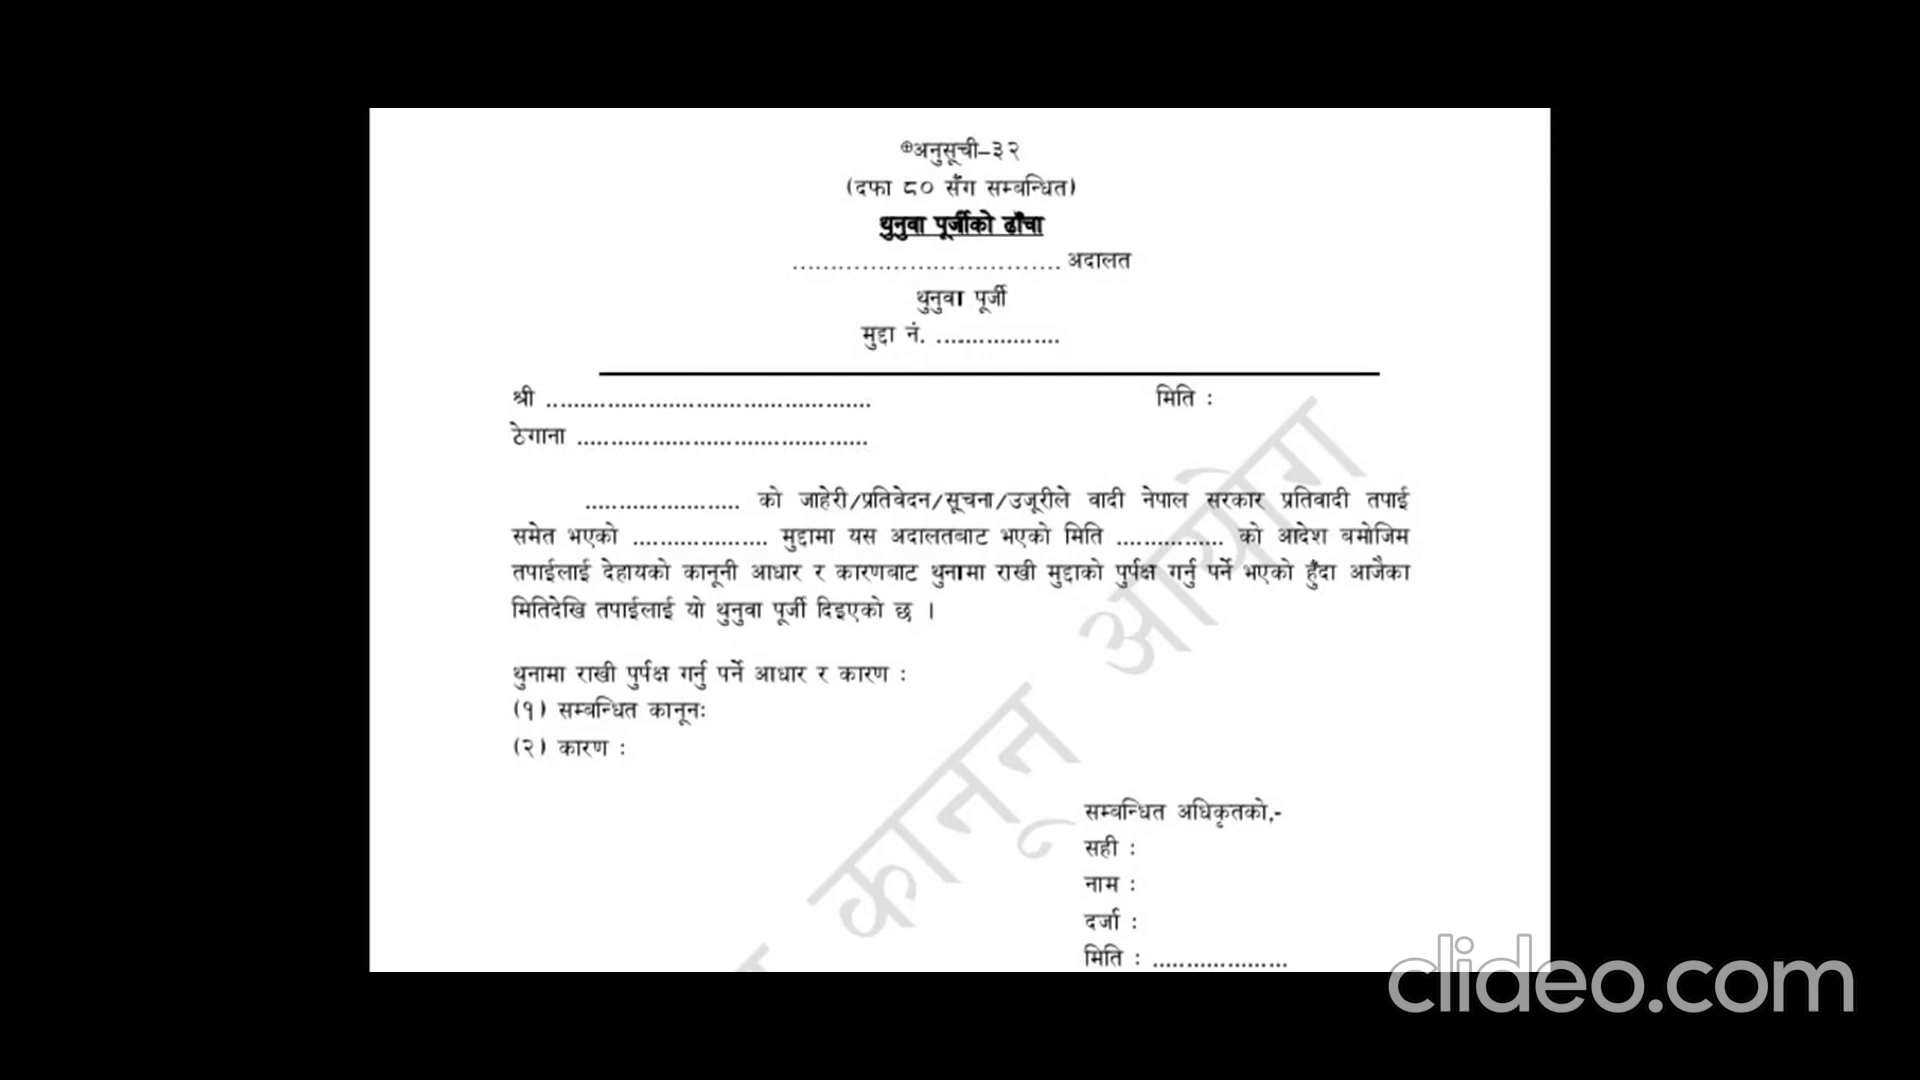 ⊕अनुसूची–३२
(दफा ८० सँग सम्बन्धित)
थुनुवा पूर्जीको ढाँचा
.................................. अदालत
थुनुवा पूर्जी
मुद्दा नं. ..................
श्री ................................................ मिति :
ठेगाना ...........................................
....................... को जाहेरी/प्रतिवेदन/सूचना/उजूरीले वादी नेपाल सरकार प्रतिवादी तपाई
समेत भएको .................... मुद्दामा यस अदालतबाट भएको मिति ................ को आदेश बमोजिम
तपाईलाई देहायको कानूनी आधार र कारणबाट थुनामा राखी मुद्दाको पुर्पक्ष गर्नु पर्ने भएको हुँदा आजैका
मितिदेखि तपाईलाई यो थुनुवा पूर्जी दिइएको छ ।
थुनामा राखी पुर्पक्ष गर्नु पर्ने आधार र कारण :
(१) सम्बन्धित कानूनः
(२) कारण :
सम्बन्धित अधिकृतको,-
सही :
नाम :
दर्जा :
मिति : ....................
कानून आयोग
clideo.com